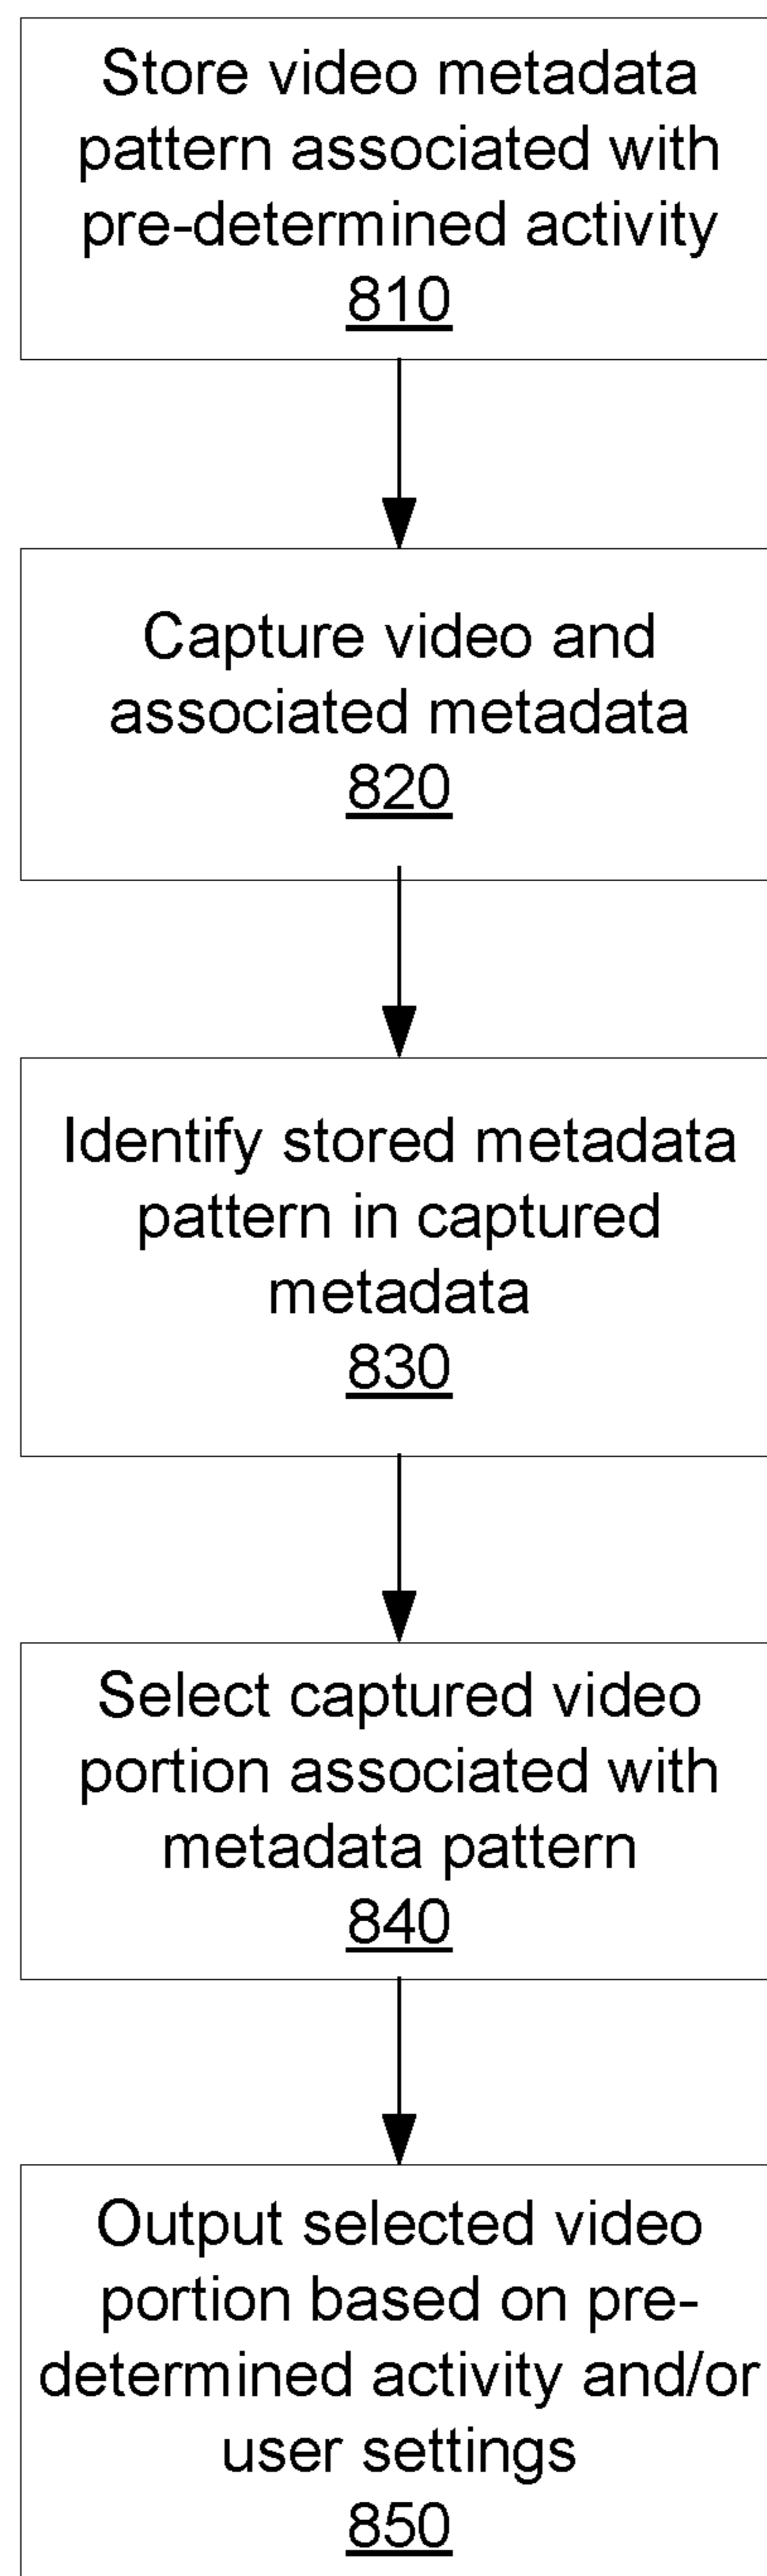 Store video metadata
pattern associated with
pre-determined activity
810
Capture video and
associated metadata
820
Identify stored metadata
pattern in captured
metadata
830
Select captured video
portion associated with
metadata pattern
840
Output selected video
portion based on pre-
determined activity and/or
user settings
850